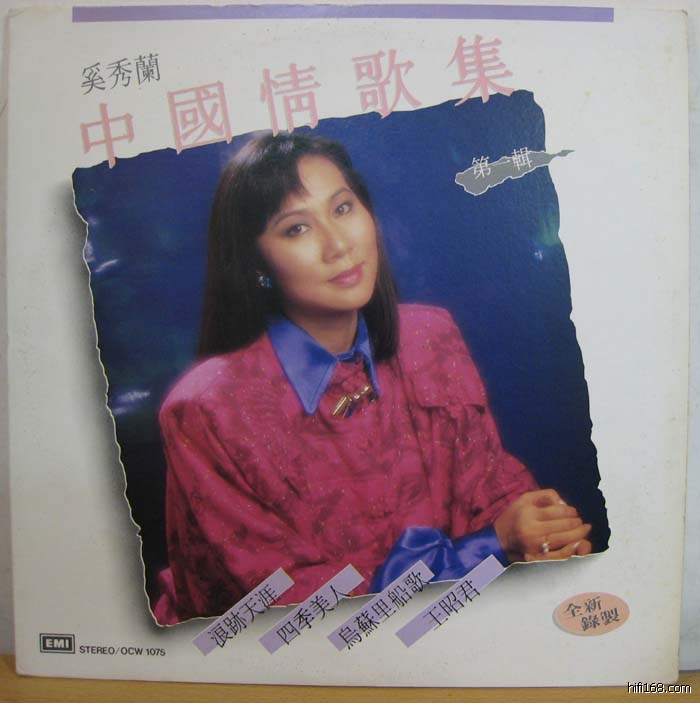 奚秀蘭
中國情歌集
第一輯
浪跡天涯
四季美人
烏蘇里船歌
王昭君
全新
錄製
EMI
STEREO/OCW 1075
hifi168.com